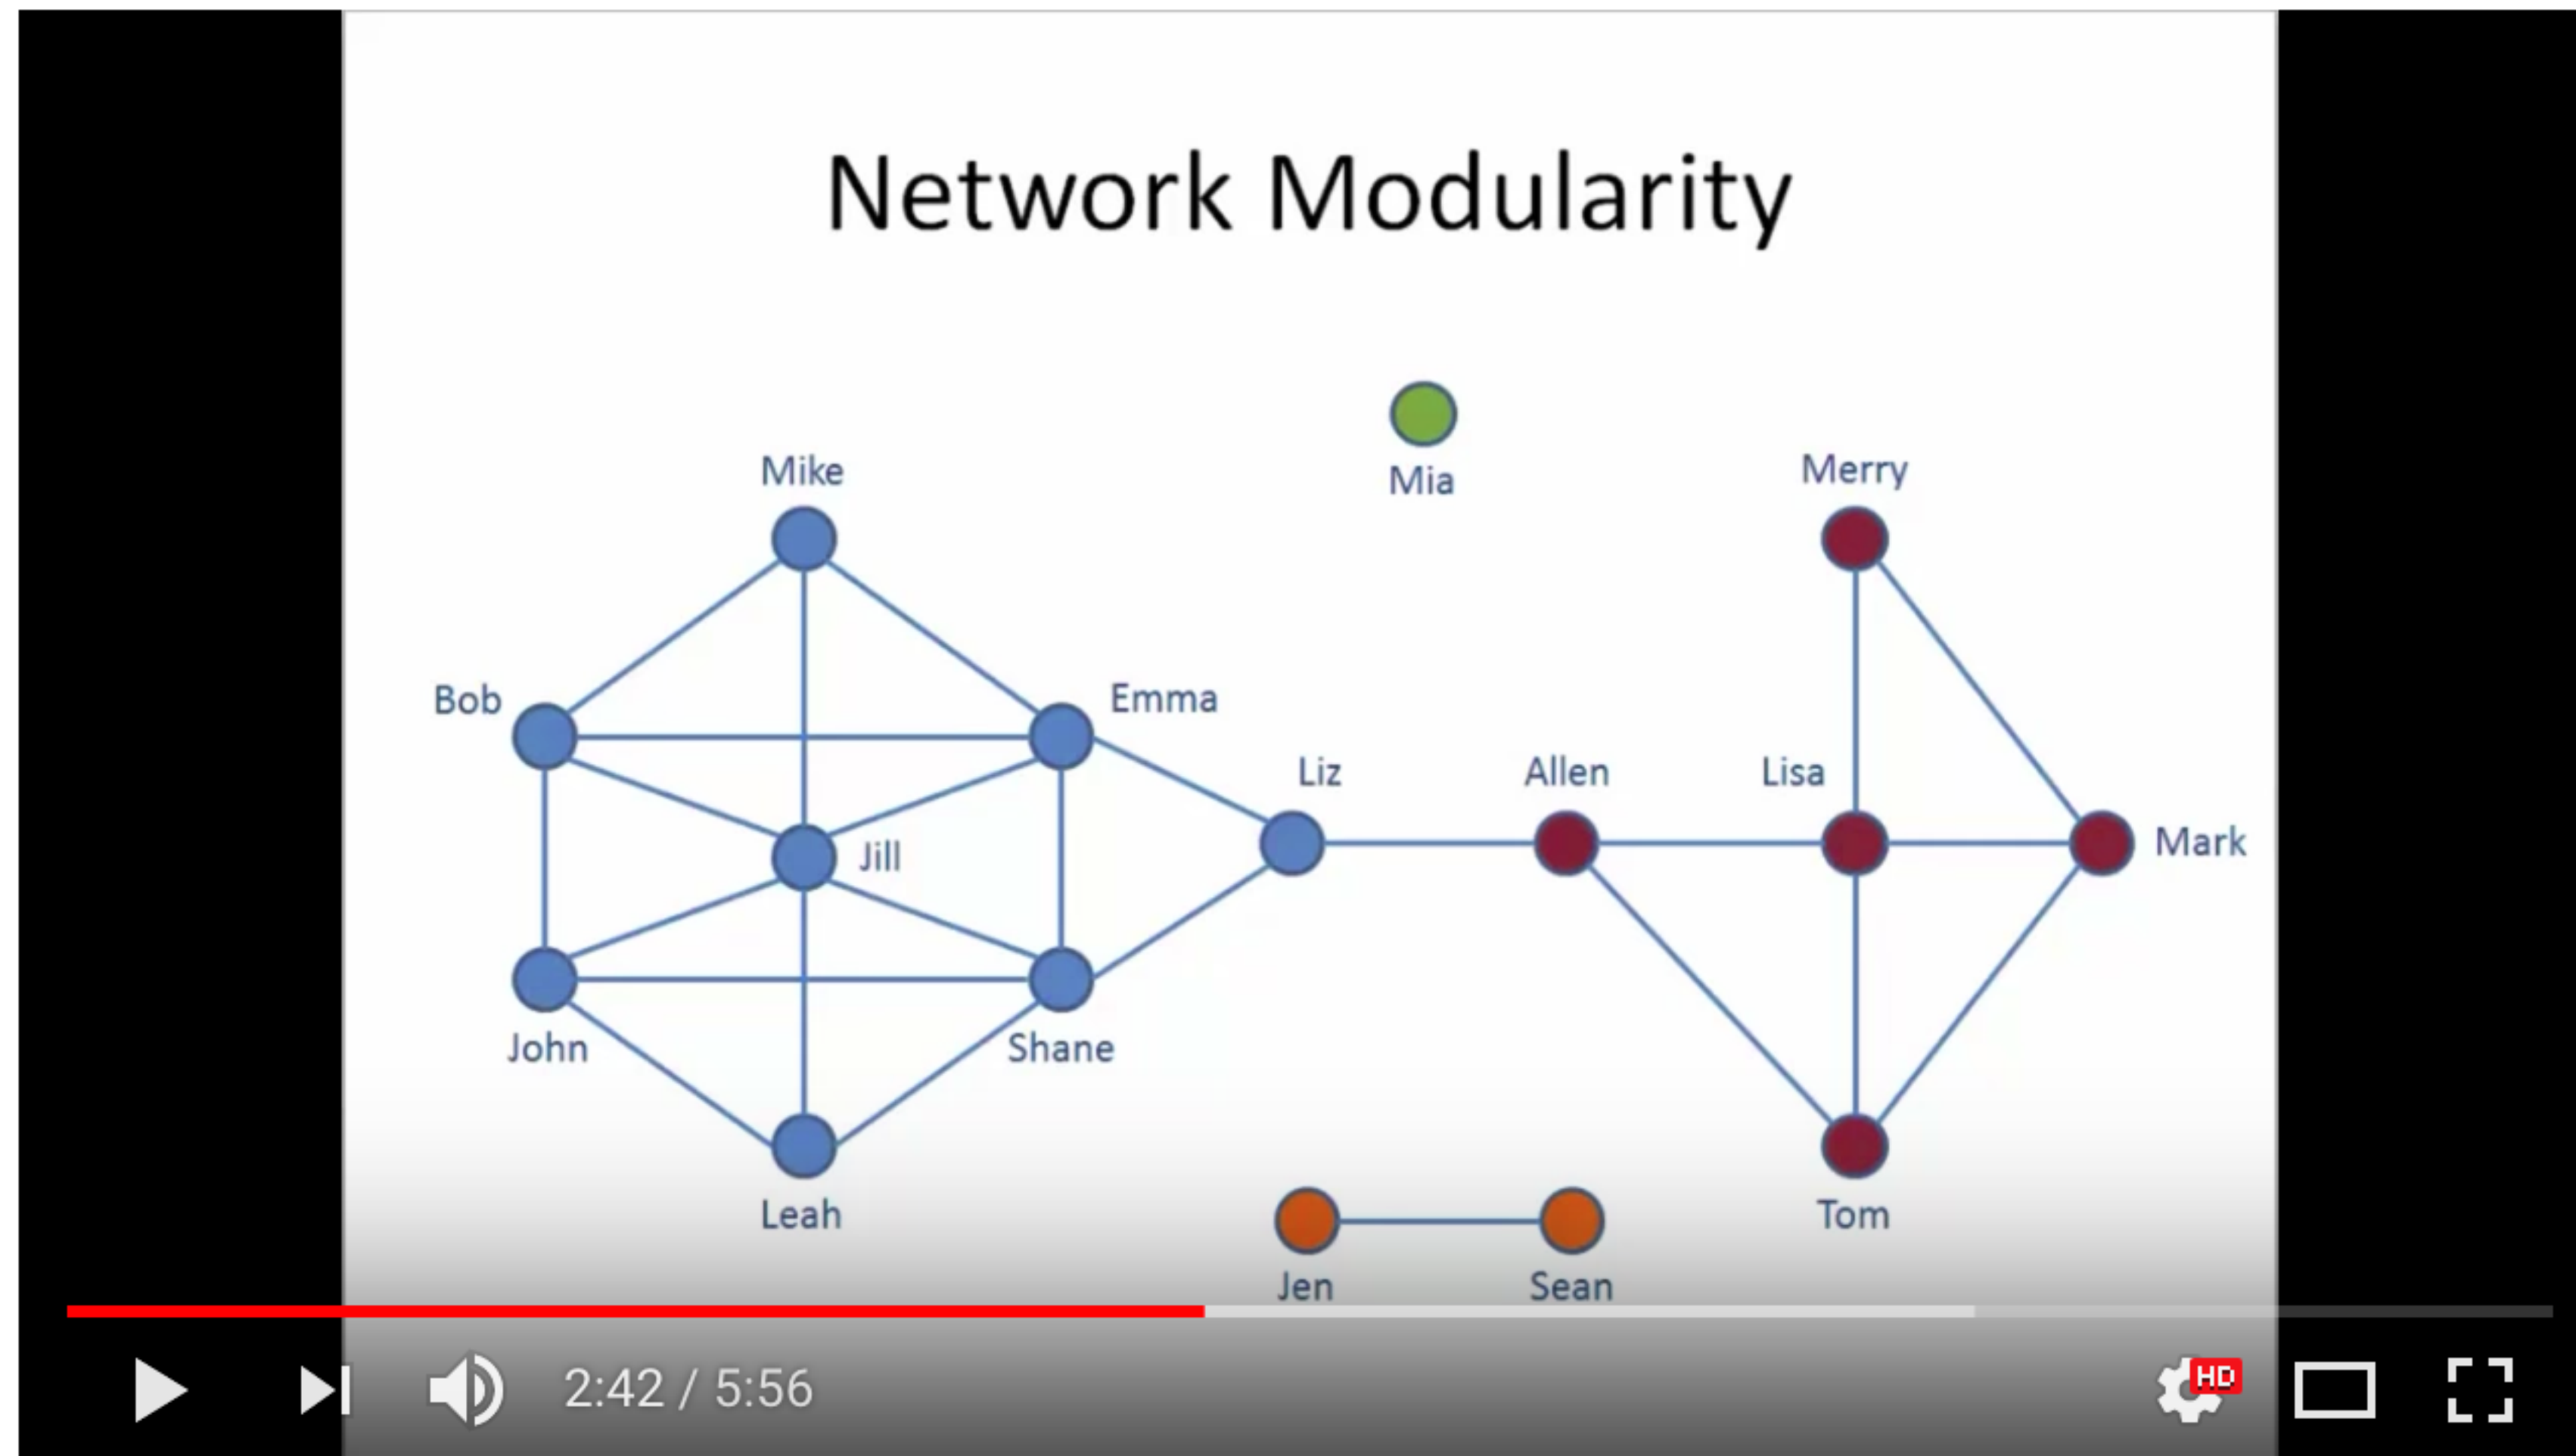 Network Modularity
Mia
Mike
Merry
Bob
Emma
Liz
Allen
Lisa
Jill
Mark
John
Shane
Leah
Tom
Jen
Sean
2:42 / 5:56
HD